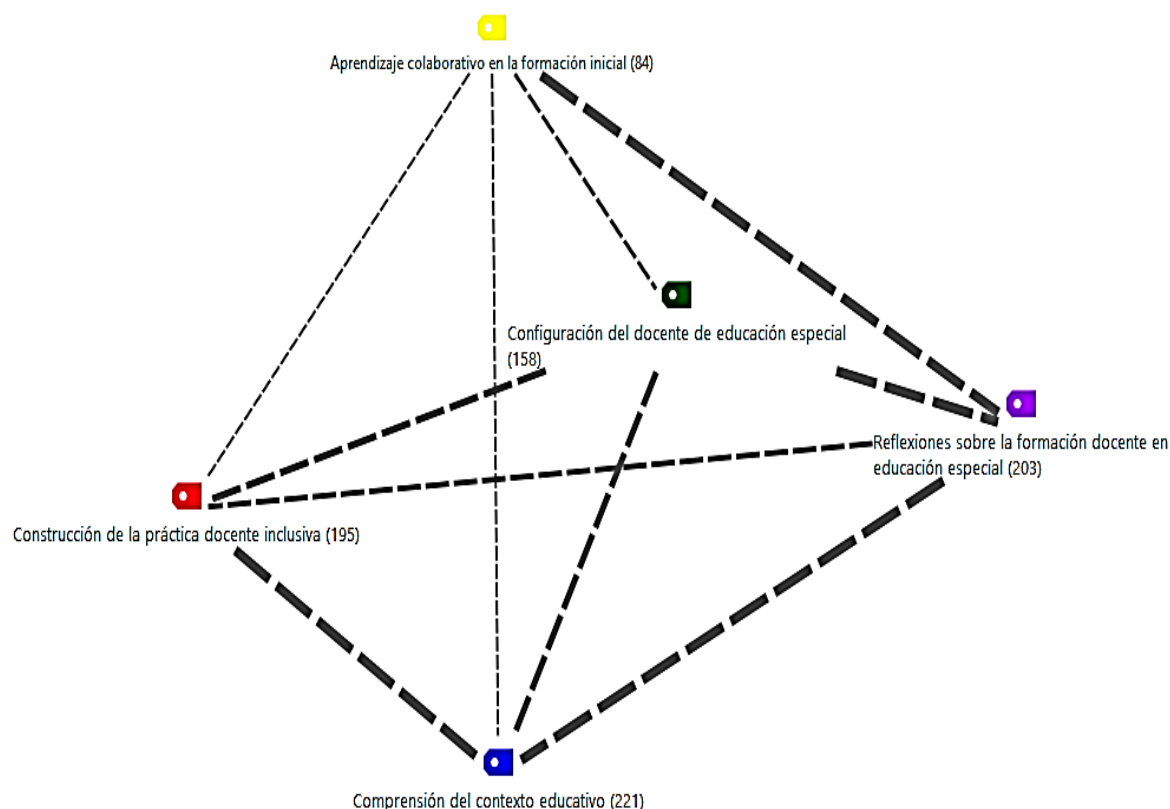 Aprendizaje colaborativo en la formación inicial (84)
Configuración del docente de educación especial
(158)
Reflexiones sobre la formación docente en
educación especial (203)
Construcción de la práctica docente inclusiva (195)
Comprensión del contexto educativo (221)